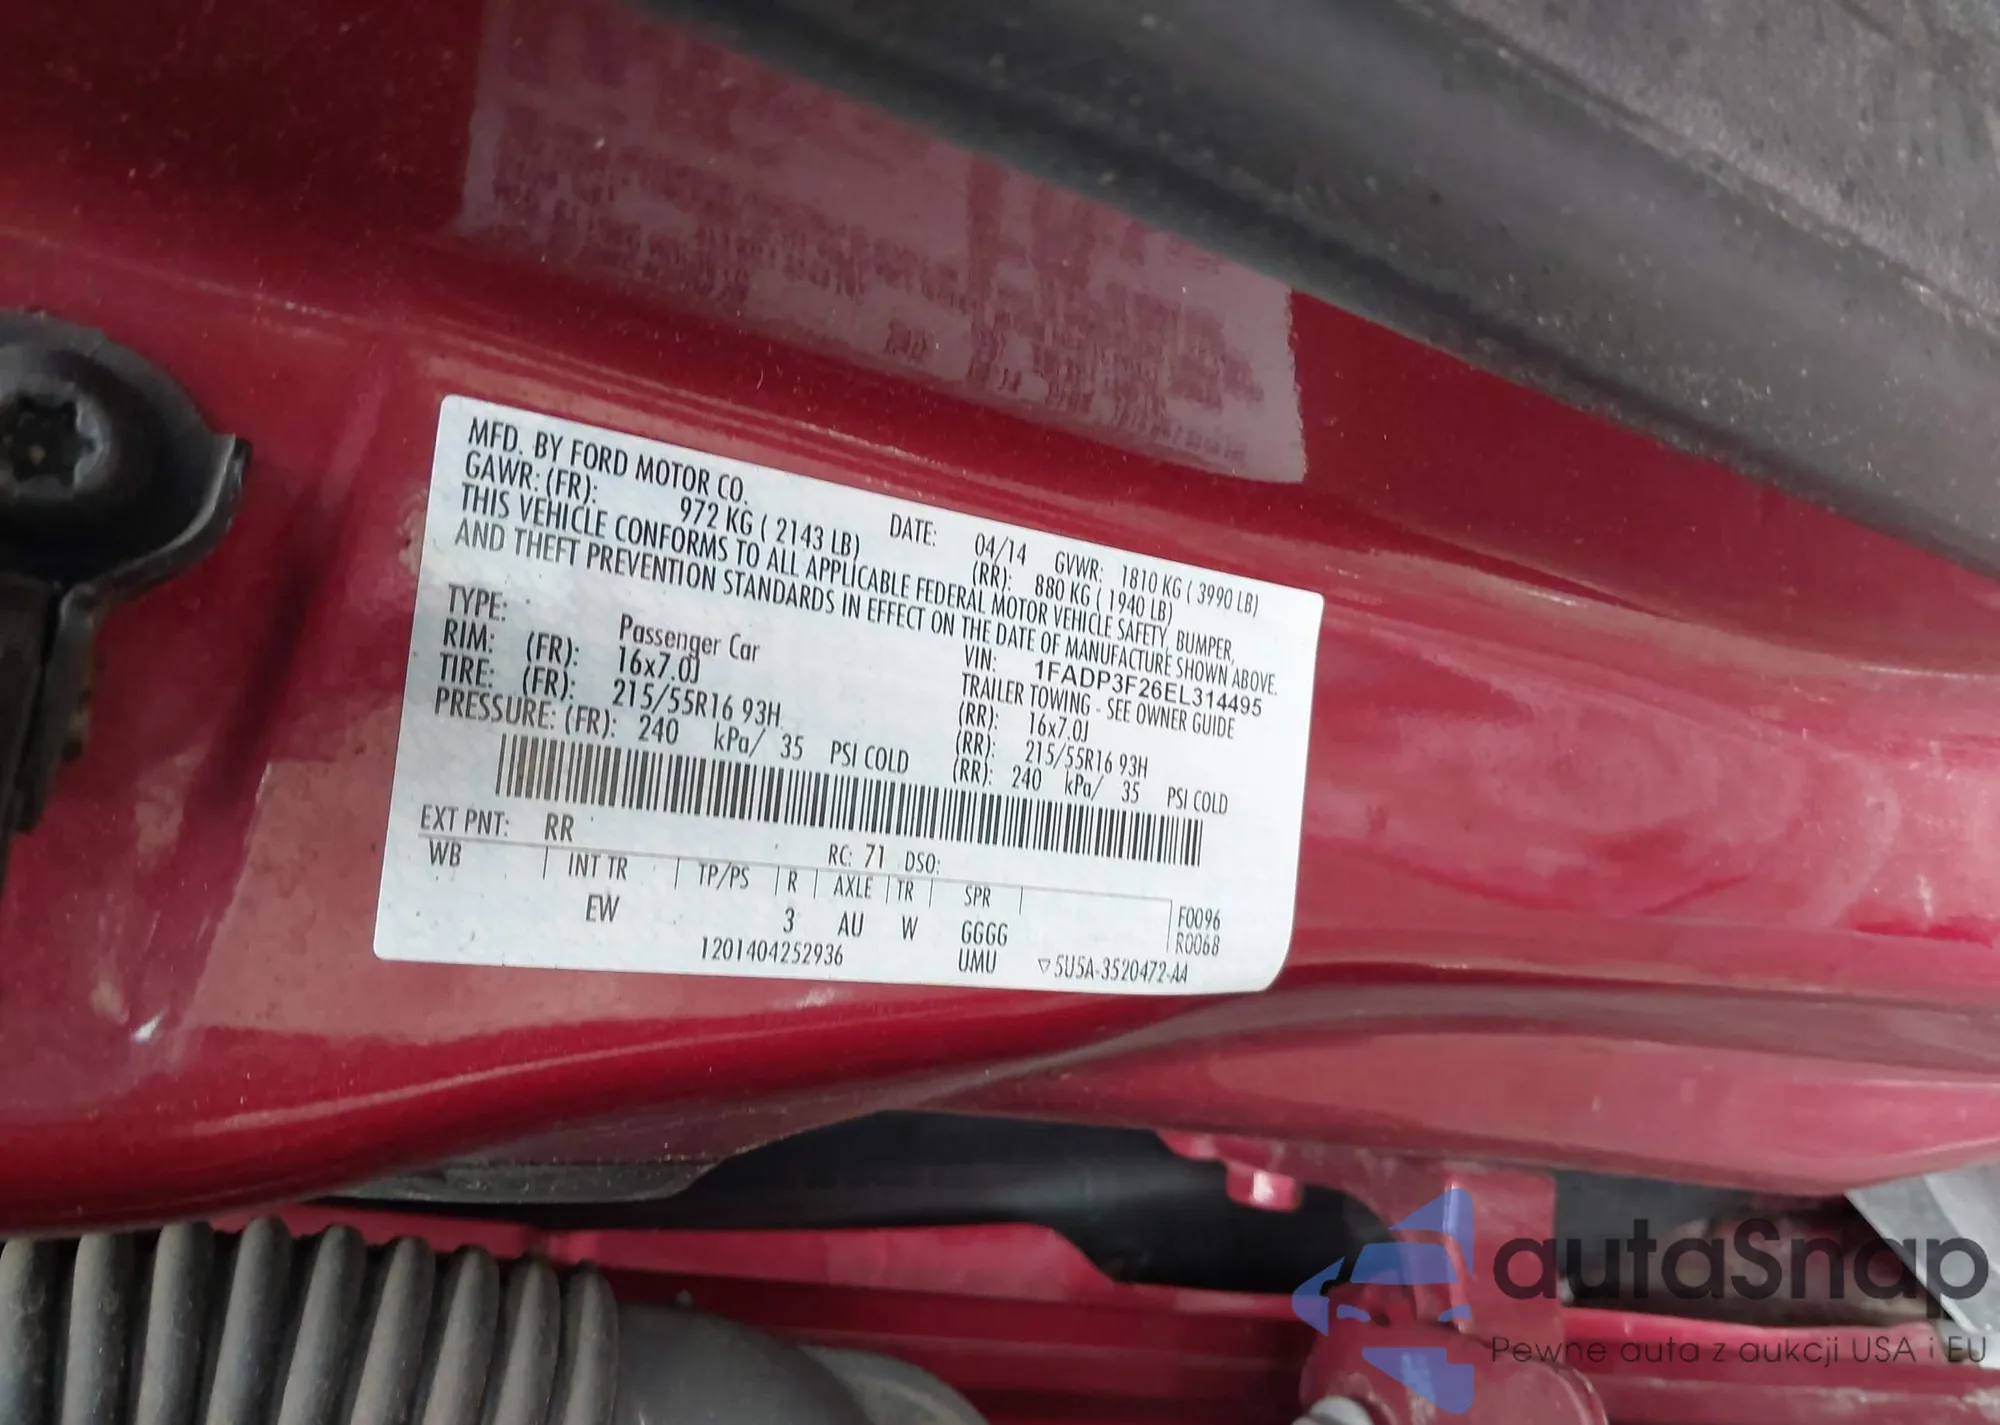 MFD. BY FORD MOTOR CO.
DATE: 04/14 GVWR: 1810 KG ( 3990 LB)
GAWR: (FR): 972 KG ( 2143 LB) (RR): 880 KG ( 1940 LB)
THIS VEHICLE CONFORMS TO ALL APPLICABLE FEDERAL MOTOR VEHICLE SAFETY, BUMPER,
AND THEFT PREVENTION STANDARDS IN EFFECT ON THE DATE OF MANUFACTURE SHOWN ABOVE.
VIN: 1FADP3F26EL314495
TYPE: Passenger Car TRAILER TOWING - SEE OWNER GUIDE
RIM: (FR): 16x7.0J (RR): 16x7.0J
TIRE: (FR): 215/55R16 93H (RR): 215/55R16 93H
PRESSURE: (FR): 240 kPa/ 35 PSI COLD (RR): 240 kPa/ 35 PSI COLD
EXT PNT: RR RC: 71 DSO:
WB INT TR TP/PS R AXLE TR SPR F0096
EW 3 AU W GGGG R0068
1201404252936 UMU ▽5U5A-3520472-AA
autaSnap
Pewne auta z aukcji USA i EU